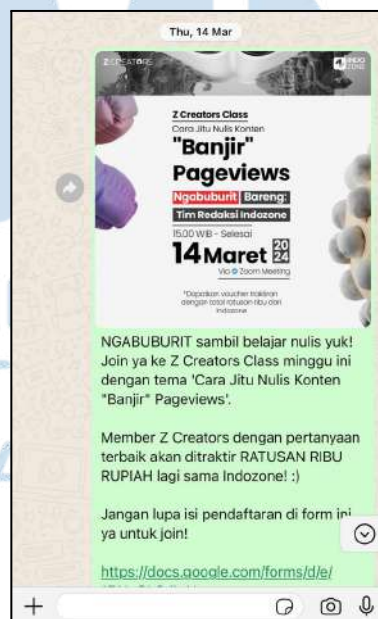 Thu, 14 Mar
Z CREATORS
INDO
ZONE
Z Creators Class
Cara Jitu Nulis Konten
"Banjir"
Pageviews
Ngabuburit Bareng:
Tim Redaksi Indozone
15.00 WIB - Selesai
14 Maret 2024
Via Zoom Meeting
*Dapatkan voucher traktiran
dengan total ratusan ribu dari
Indozone
NGABUBURIT sambil belajar nulis yuk!
Join ya ke Z Creators Class minggu ini
dengan tema 'Cara Jitu Nulis Konten
"Banjir" Pageviews'.
Member Z Creators dengan pertanyaan
terbaik akan ditraktir RATUSAN RIBU
RUPIAH lagi sama Indozone! :)
Jangan lupa isi pendaftaran di form ini
ya untuk join!
https://docs.google.com/forms/d/e/